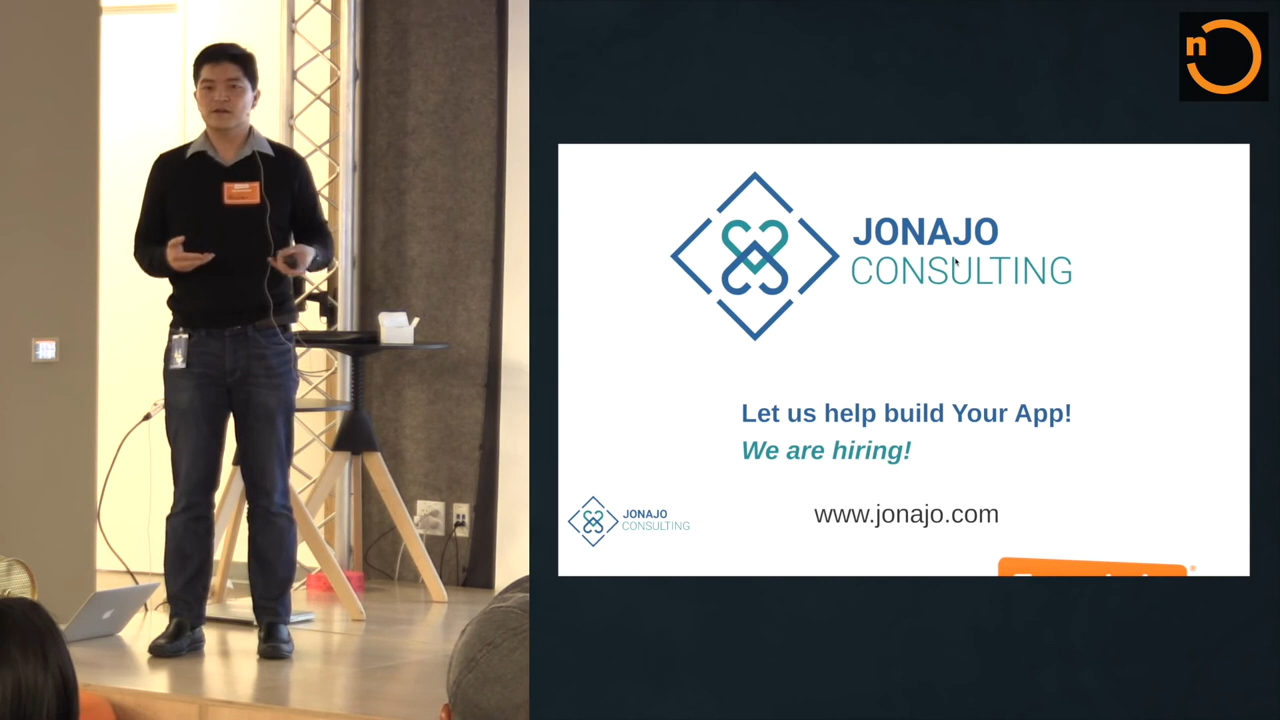 n
JONAJO
CONSULTING
Let us help build Your App!
We are hiring!
www.jonajo.com
JONAJO
CONSULTING